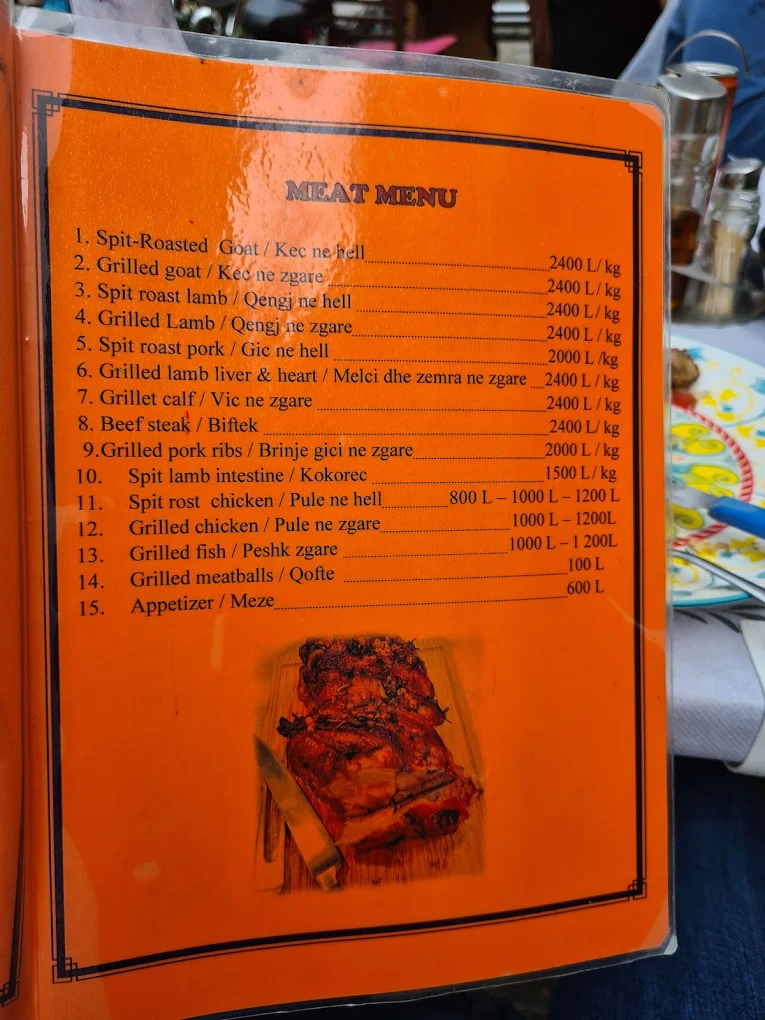 MEAT MENU
1. Spit-Roasted Goat / Kec ne hell 2400 L/ kg
2. Grilled goat / Kec ne zgare 2400 L / kg
3. Spit roast lamb / Qengj ne hell 2400 L / kg
4. Grilled Lamb / Qengj ne zgare 2400 L / kg
5. Spit roast pork / Gic ne hell 2000 L /kg
6. Grilled lamb liver & heart / Melci dhe zemra ne zgare 2400 L / kg
7. Grillet calf / Vic ne zgare 2400 L / kg
8. Beef steak / Biftek 2400 L/ kg
9.Grilled pork ribs / Brinje gici ne zgare 2000 L / kg
10. Spit lamb intestine / Kokorec 1500 L / kg
11. Spit rost chicken / Pule ne hell 800 L – 1000 L – 1200 L
12. Grilled chicken / Pule ne zgare 1000 L – 1200L
13. Grilled fish / Peshk zgare 1000 L – 1 200L
14. Grilled meatballs / Qofte 100 L
15. Appetizer / Meze 600 L